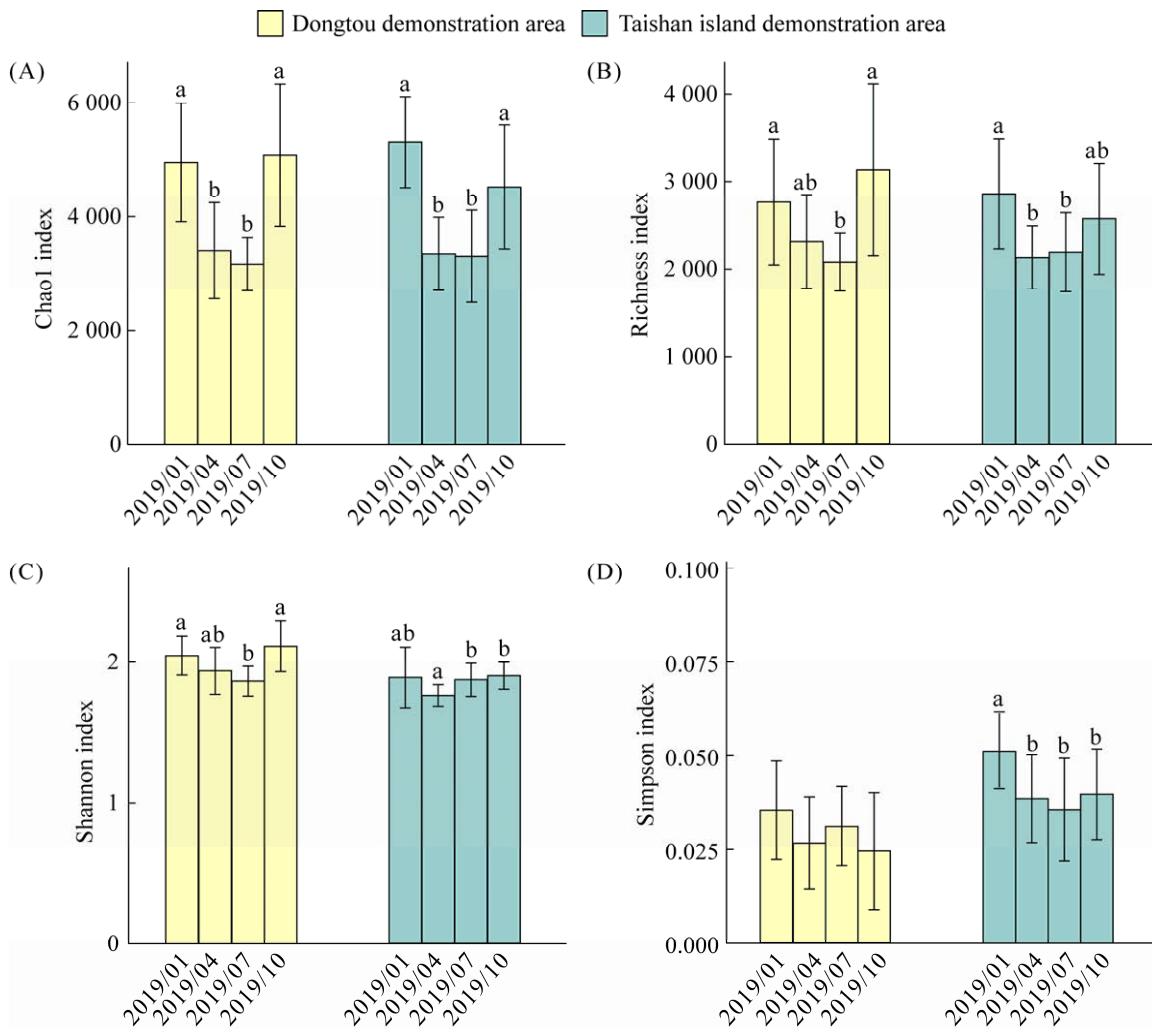 Dongtou demonstration area Taishan island demonstration area
(A)
Chao1 index
6 000
4 000
2 000
0
a b b a
a b b a
2019/01 2019/04 2019/07 2019/10
2019/01 2019/04 2019/07 2019/10
(B)
Richness index
4 000
3 000
2 000
1 000
0
a ab b a
a b b ab
2019/01 2019/04 2019/07 2019/10
2019/01 2019/04 2019/07 2019/10
(C)
Shannon index
2
1
0
a ab b a
ab a b b
2019/01 2019/04 2019/07 2019/10
2019/01 2019/04 2019/07 2019/10
(D)
Simpson index
0.100
0.075
0.050
0.025
0.000
a b b b
2019/01 2019/04 2019/07 2019/10
2019/01 2019/04 2019/07 2019/10